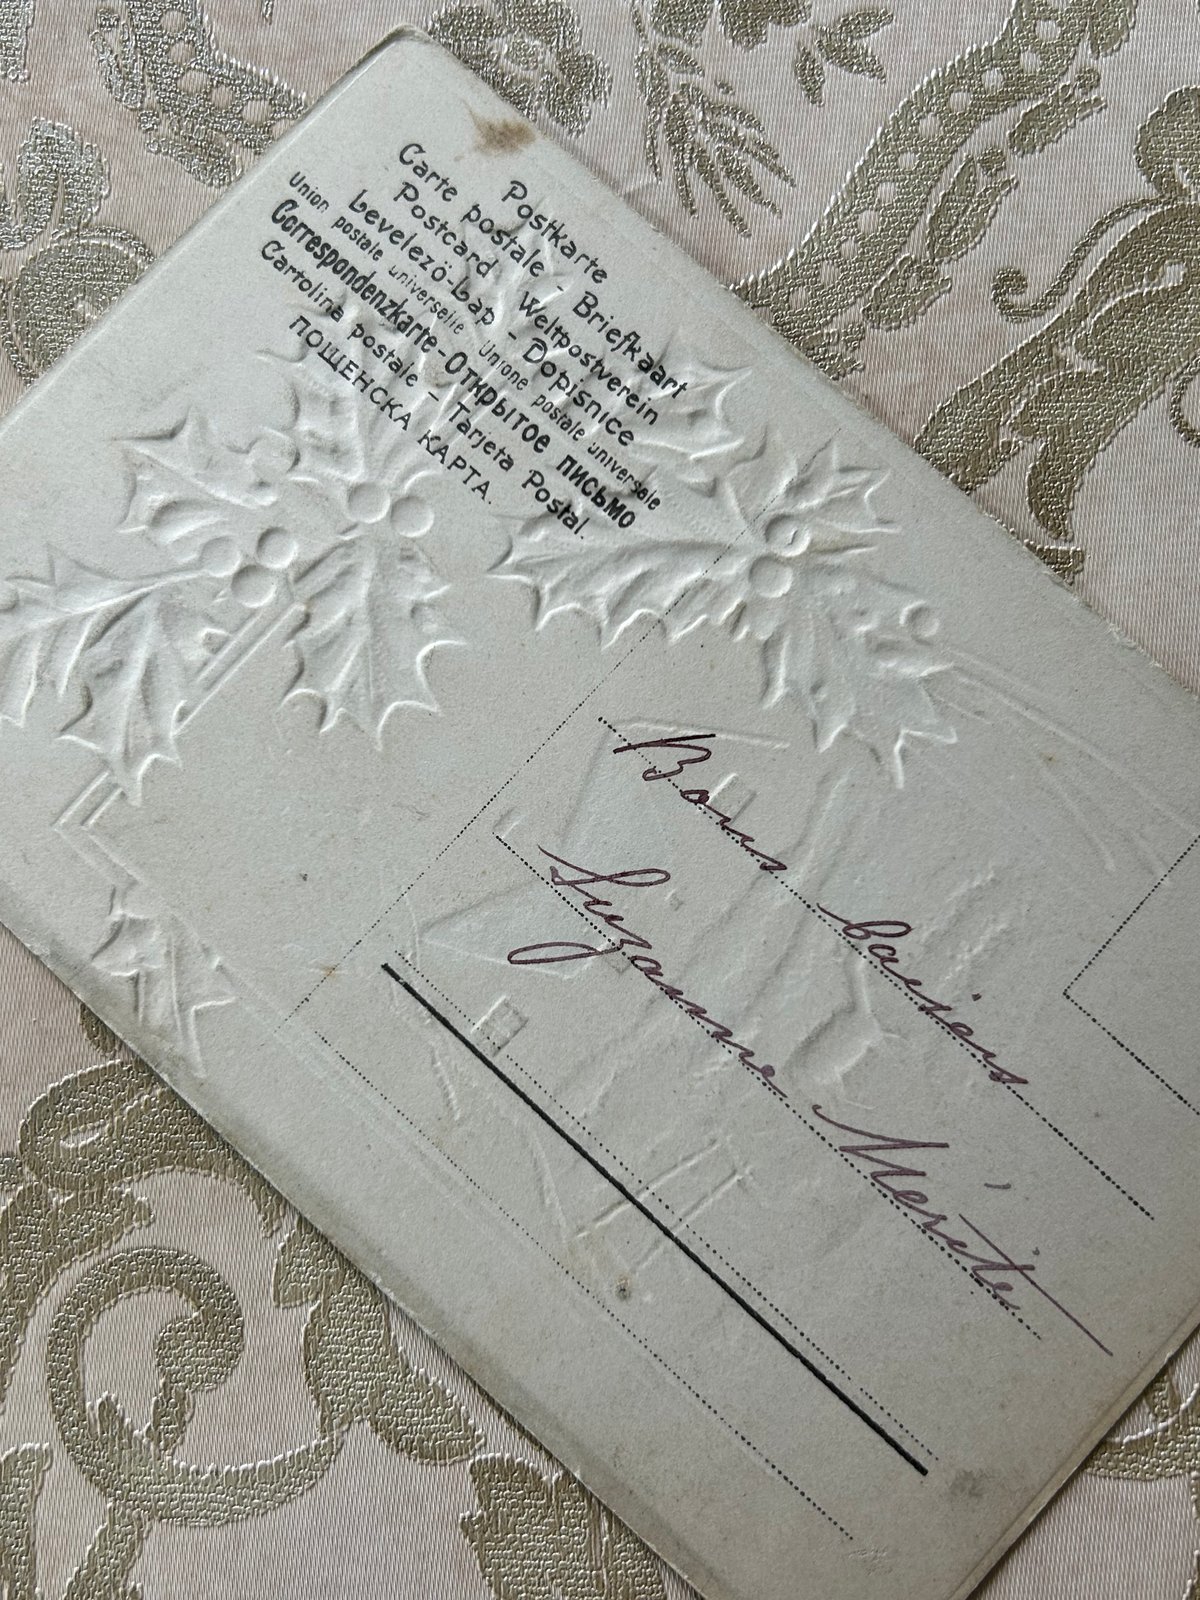 Postkarte
Carte postale - Briefkaart
Postcard Weltpostverein
Levelezö-Lap - Dopisnice
Union postale universelle Unione postale universale
Correspondenzkarte-Открытое письмо
Cartolina postale - Tarjeta Postal.
ПОЩЕНСКА КАРТА.
Bons baisers
Suzanne